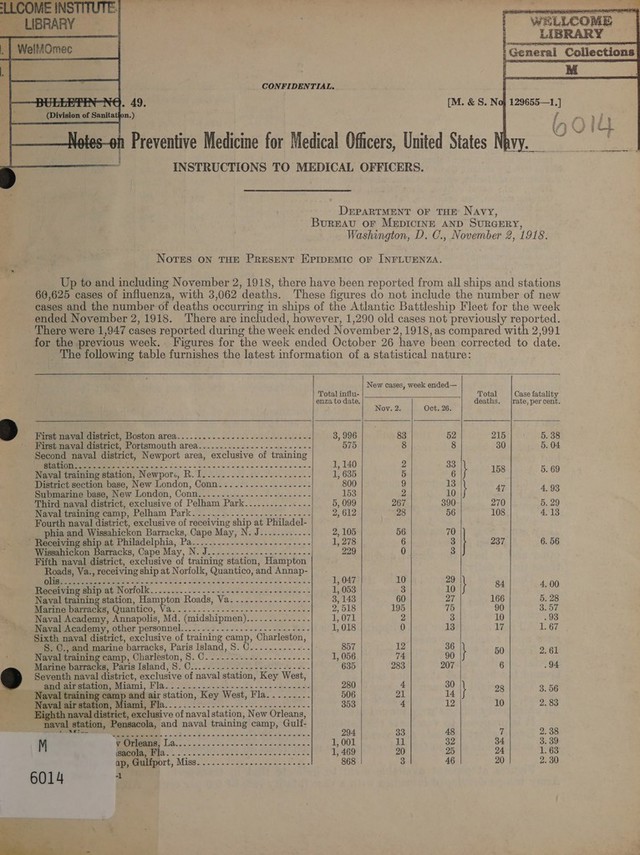 ELLCOME INSTITUTE
LIBRARY
WelMOmec
WELLCOME
LIBRARY
General Collections
M
6014
CONFIDENTIAL.
BULLETIN NO. 49.
[M. & S. No. 129655—1.]
(Division of Sanitation.)
Notes on Preventive Medicine for Medical Officers, United States Navy.
INSTRUCTIONS TO MEDICAL OFFICERS.
DEPARTMENT OF THE NAVY,
BUREAU OF MEDICINE AND SURGERY,
Washington, D. C., November 2, 1918.
NOTES ON THE PRESENT EPIDEMIC OF INFLUENZA.
Up to and including November 2, 1918, there have been reported from all ships and stations
60,625 cases of influenza, with 3,062 deaths. These figures do not include the number of new
cases and the number of deaths occurring in ships of the Atlantic Battleship Fleet for the week
ended November 2, 1918. There are included, however, 1,290 old cases not previously reported.
There were 1,947 cases reported during the week ended November 2, 1918, as compared with 2,991
for the previous week. Figures for the week ended October 26 have been corrected to date.
The following table furnishes the latest information of a statistical nature:
Total influenza to date. New cases, week ended— Nov. 2. Oct. 26. Total deaths. Case fatality rate, per cent.
First naval district, Boston area 3,996 83 52 215 5.38
First naval district, Portsmouth area 575 8 8 30 5.04
Second naval district, Newport area, exclusive of training
station 1,140 2 33
Naval training station, Newport, R. I. 1,635 5 6 158 5.69
District section base, New London, Conn 800 9 13
Submarine base, New London, Conn 153 2 10 47 4.93
Third naval district, exclusive of Pelham Park 5,099 267 390 270 5.29
Naval training camp, Pelham Park 2,612 28 56 108 4.13
Fourth naval district, exclusive of receiving ship at Philadel-
phia and Wissahickon Barracks, Cape May, N. J. 2,105 56 70
Receiving ship at Philadelphia, Pa 1,278 6 3 237 6.56
Wissahickon Barracks, Cape May, N. J. 229 0 3
Fifth naval district, exclusive of training station, Hampton
Roads, Va., receiving ship at Norfolk, Quantico, and Annap-
olis 1,047 10 29
Receiving ship at Norfolk 1,053 3 10 84 4.00
Naval training station, Hampton Roads, Va 3,143 60 27 166 5.28
Marine barracks, Quantico, Va 2,518 195 75 90 3.57
Naval Academy, Annapolis, Md. (midshipmen) 1,071 2 3 10 .93
Naval Academy, other personnel 1,018 0 13 17 1.67
Sixth naval district, exclusive of training camp, Charleston,
S. C., and marine barracks, Paris Island, S. C. 857 12 36
Naval training camp, Charleston, S. C. 1,056 74 90 50 2.61
Marine barracks, Paris Island, S. C. 635 283 207 6 .94
Seventh naval district, exclusive of naval station, Key West,
and air station, Miami, Fla 280 4 30
Naval training camp and air station, Key West, Fla 506 21 14 28 3.56
Naval air station, Miami, Fla 353 4 12 10 2.83
Eighth naval district, exclusive of naval station, New Orleans,
naval station, Pensacola, and naval training camp, Gulf-
294 33 48 7 2.38
v Orleans, La 1,001 11 32 34 3.39
sacola, Fla 1,469 20 25 24 1.63
mp, Gulfport, Miss 868 3 46 20 2.30
M
6014